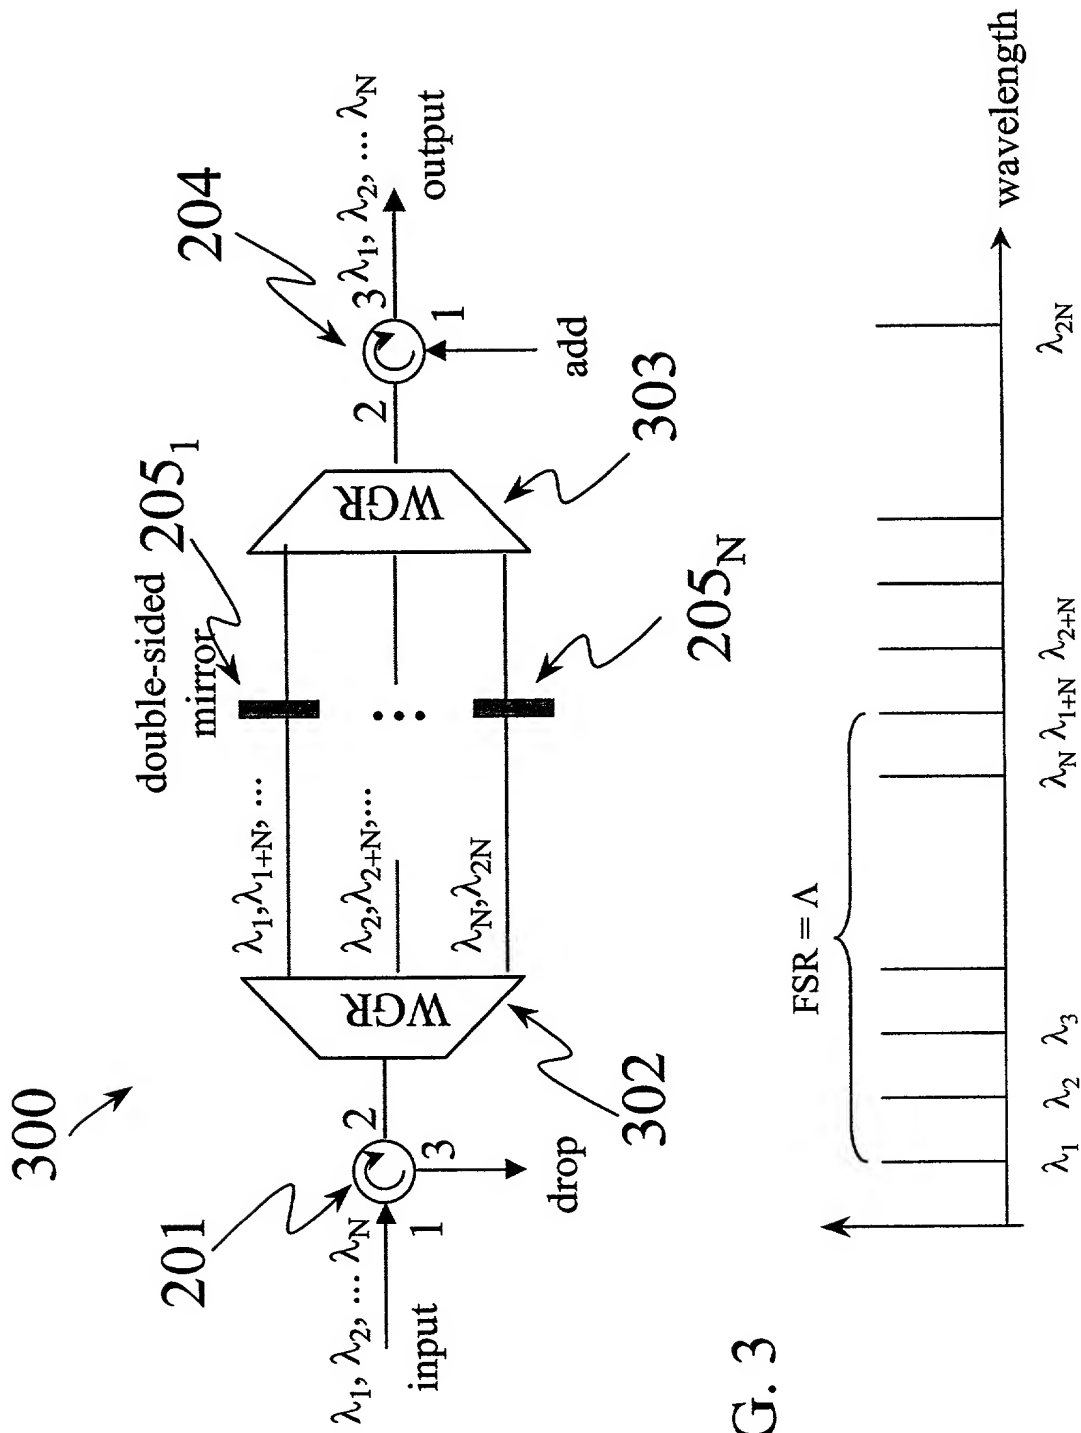 300
201
λ1, λ2, ... λN
input
1
2
3
drop
WGR
302
λ1,λ1+N, ...
λ2,λ2+N,...
λN,λ2N
double-sided
mirror
2051
...
205N
WGR
303
2
3
1
add
204
λ1, λ2, ... λN
output
FSR = Λ
λ1
λ2
λ3
λN
λ1+N
λ2+N
λ2N
wavelength
G. 3